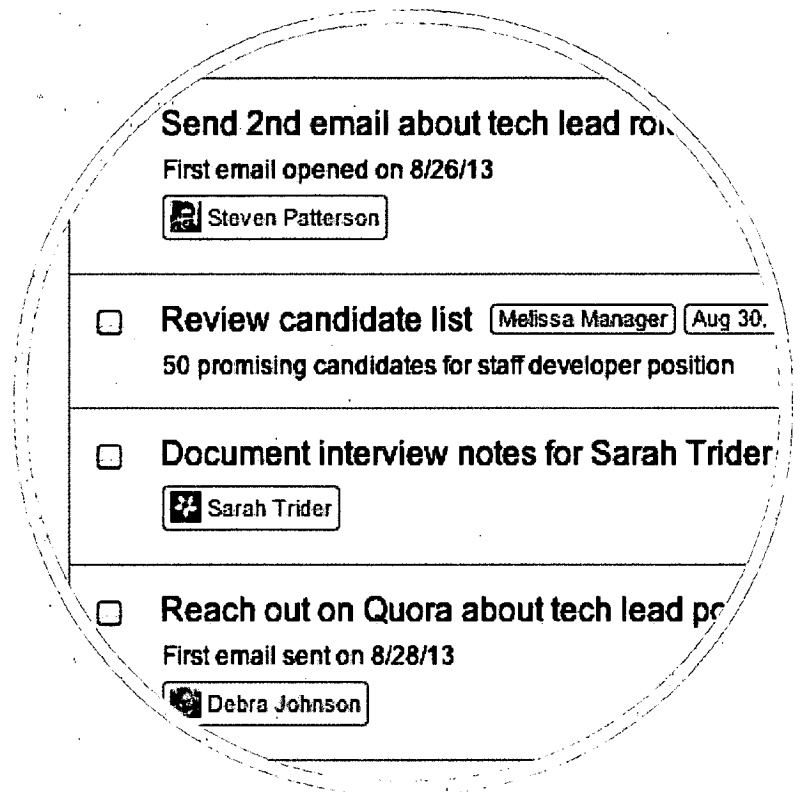 Send 2nd email about tech lead
First email opened on 8/26/13
Steven Patterson
Review candidate list Melissa Manager Aug 30,
50 promising candidates for staff developer position
Document interview notes for Sarah Trider
Sarah Trider
Reach out on Quora about tech lead
First email sent on 8/28/13
Debra Johnson